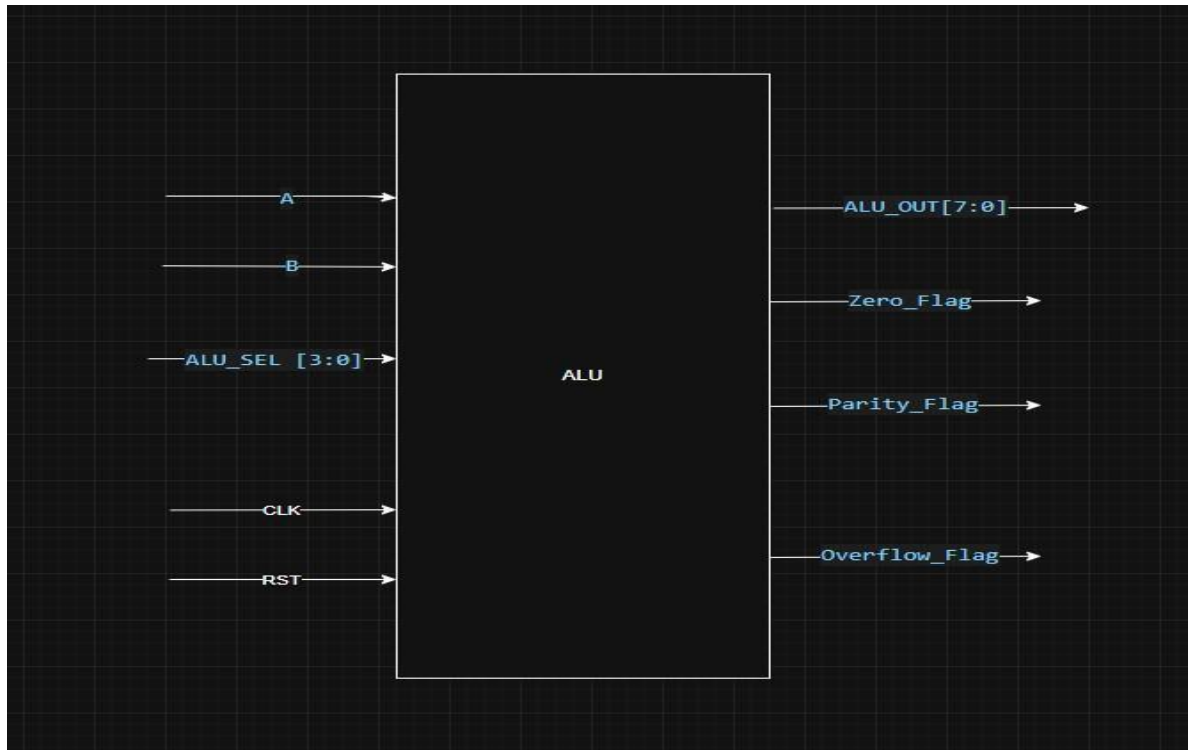 A
B
ALU_SEL [3:0]
CLK
RST
ALU
ALU_OUT[7:0]
Zero_Flag
Parity_Flag
Overflow_Flag